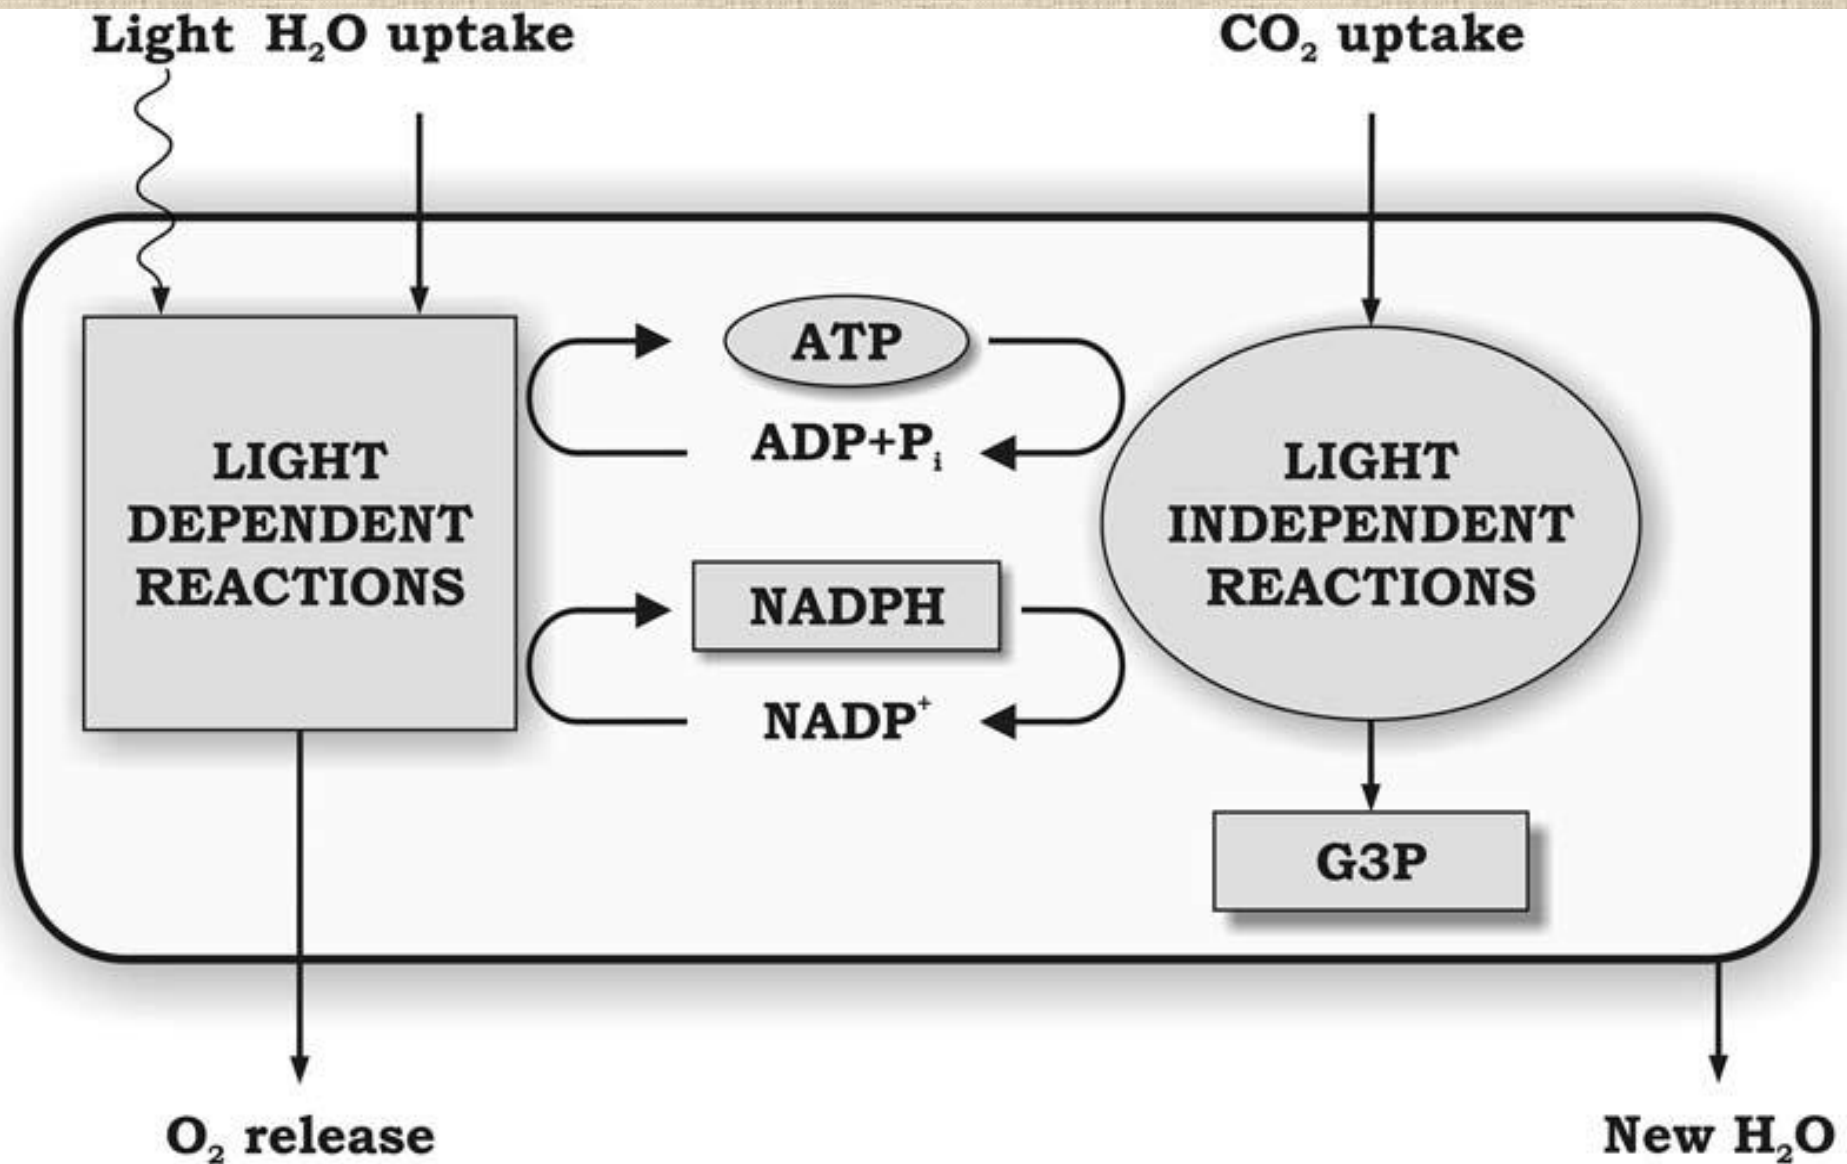 Light H₂O uptake
CO₂ uptake
ATP
ADP+Pᵢ
LIGHT
DEPENDENT
REACTIONS
LIGHT
INDEPENDENT
REACTIONS
NADPH
NADP⁺
G3P
O₂ release
New H₂O